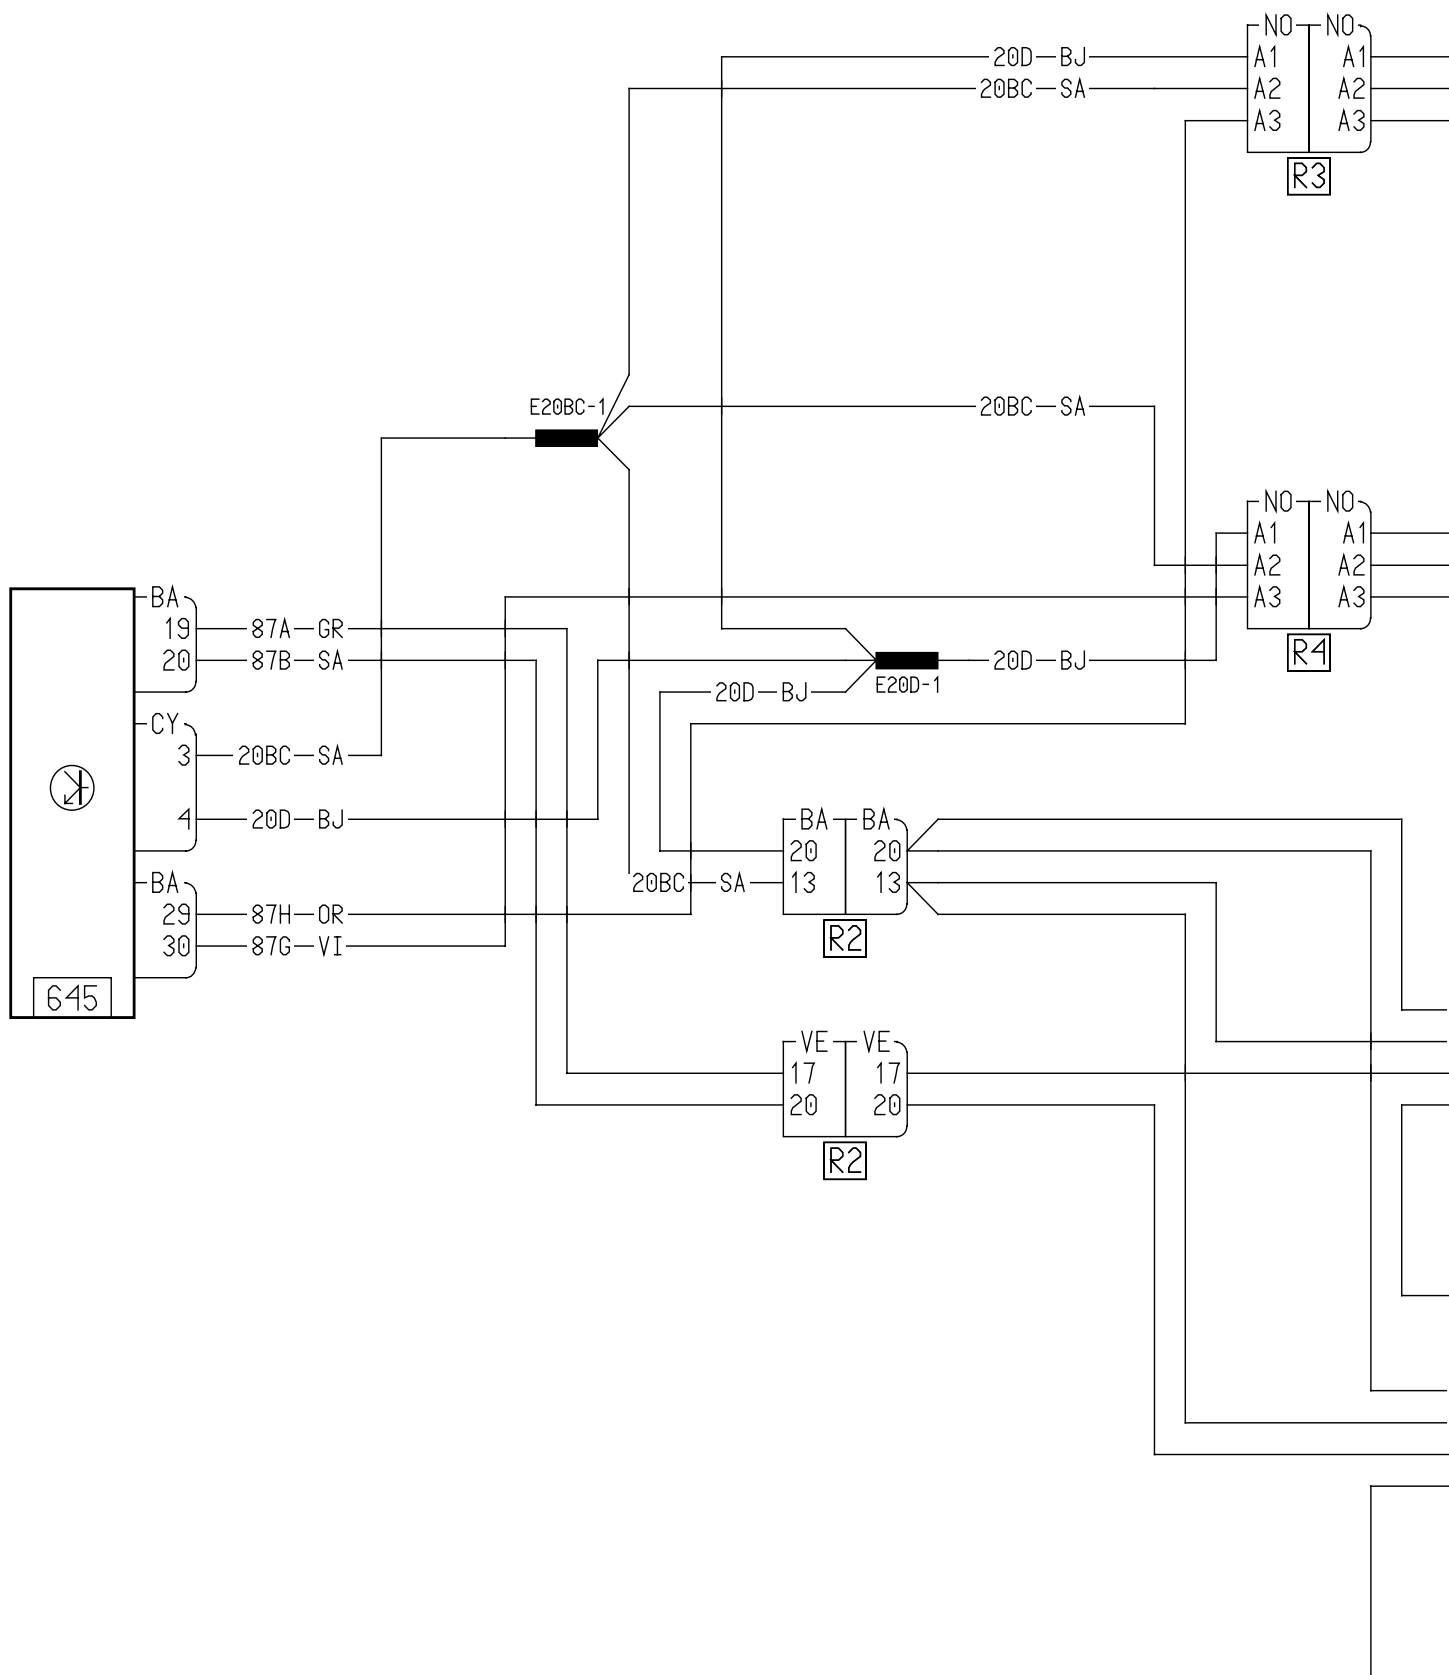 NO NO
20D BJ A1 A1
20BC SA A2 A2
A3 A3
R3
E20BC-1 20BC SA
NO NO
A1 A1
A2 A2
BA A3 A3
19 87A GR
R4
20 87B SA 20D BJ
E20D-1
20D BJ
CY
3 20BC SA
4 20D BJ BA BA
20 20
BA 20BC SA 13 13
29 87H OR
R2
30 87G VI
645
VE VE
17 17
20 20
R2